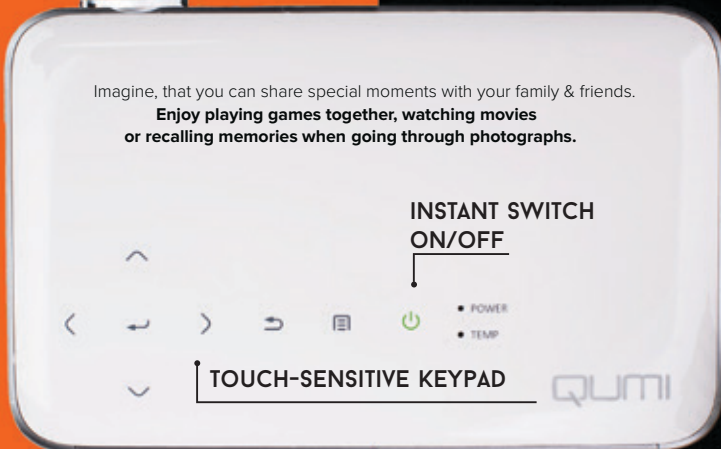 Imagine, that you can share special moments with your family & friends.
Enjoy playing games together, watching movies
or recalling memories when going through photographs.
INSTANT SWITCH
ON/OFF
POWER
TEMP
TOUCH-SENSITIVE KEYPAD
QUMI